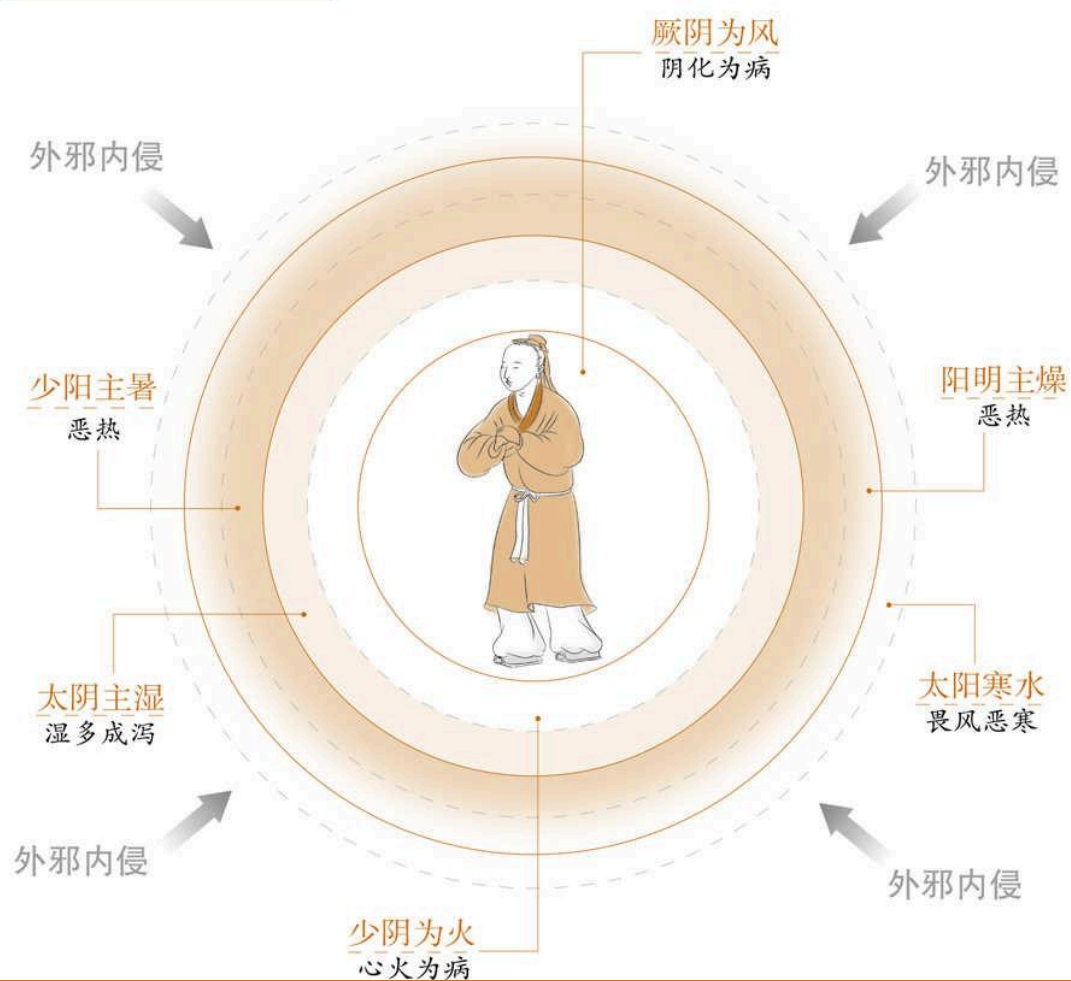 厥阴为风
阴化为病
外邪内侵
外邪内侵
少阳主暑
恶热
阳明主燥
恶热
太阴主湿
湿多成泻
太阳寒水
畏风恶寒
外邪内侵
外邪内侵
少阴为火
心火为病